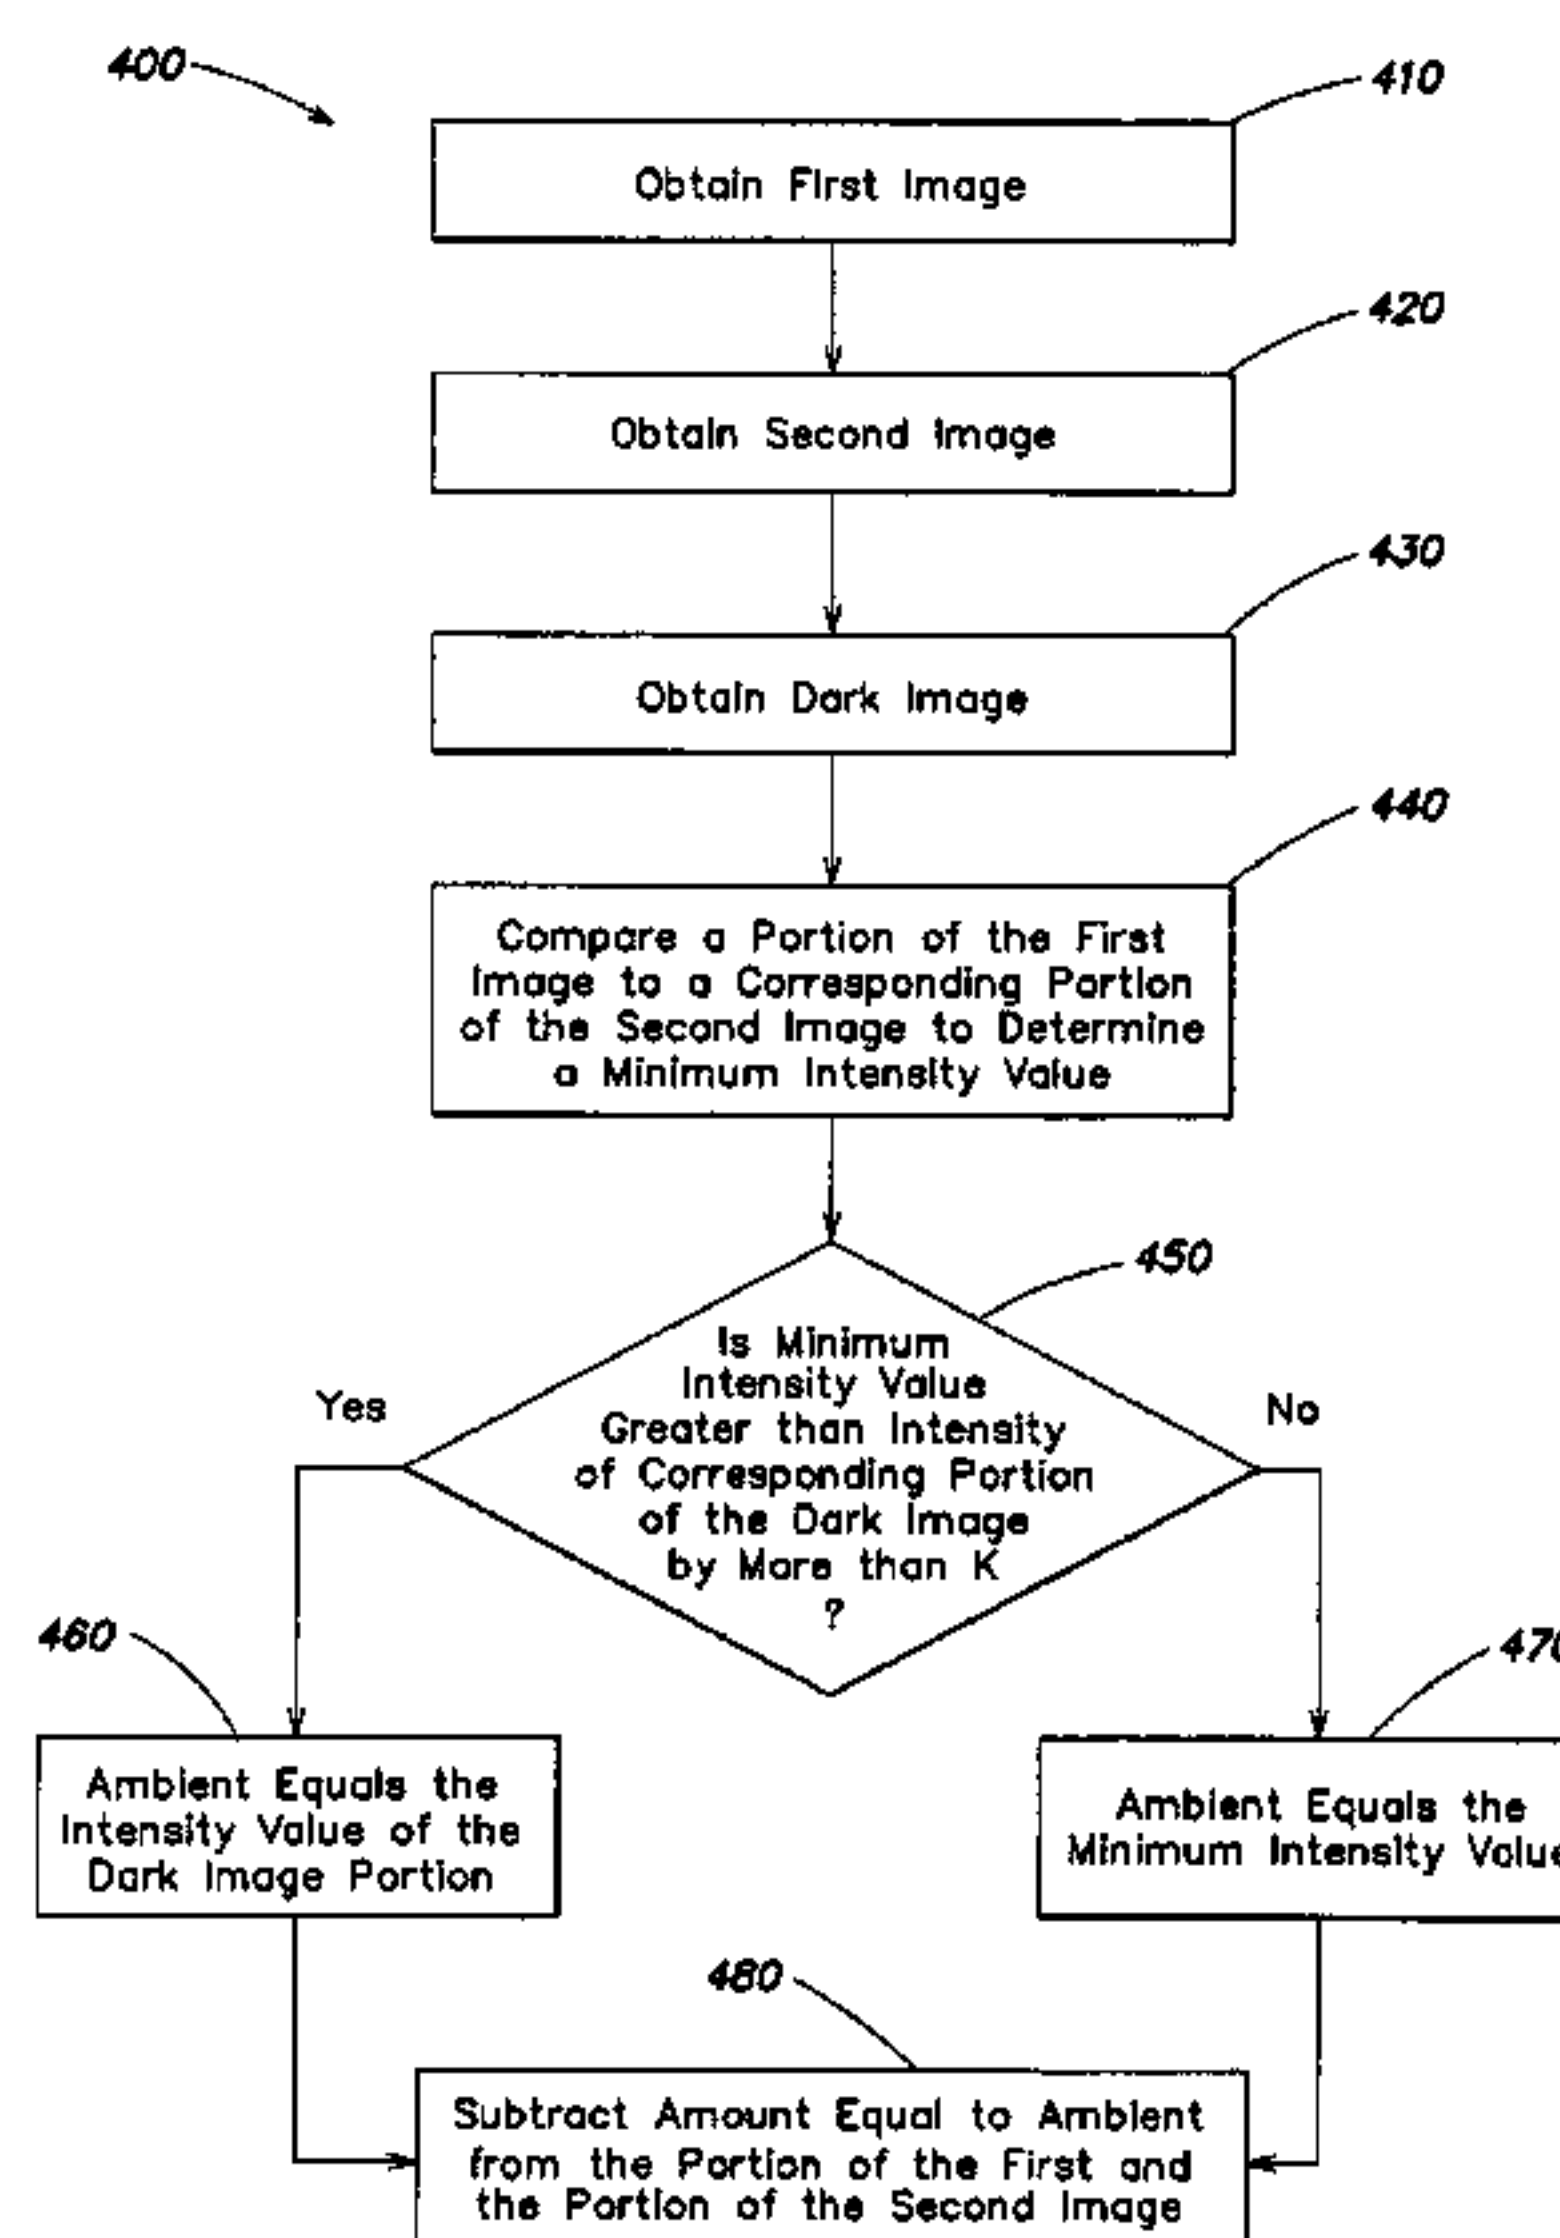 400
410
Obtain First Image
420
Obtain Second Image
430
Obtain Dark Image
440
Compare a Portion of the First
Image to a Corresponding Portion
of the Second Image to Determine
a Minimum Intensity Value
450
Is Minimum
Intensity Value
Greater than Intensity
of Corresponding Portion
of the Dark Image
by More than K
?
Yes
No
460
470
Ambient Equals the
Intensity Value of the
Dark Image Portion
Ambient Equals the
Minimum Intensity Value
480
Subtract Amount Equal to Ambient
from the Portion of the First and
the Portion of the Second Image